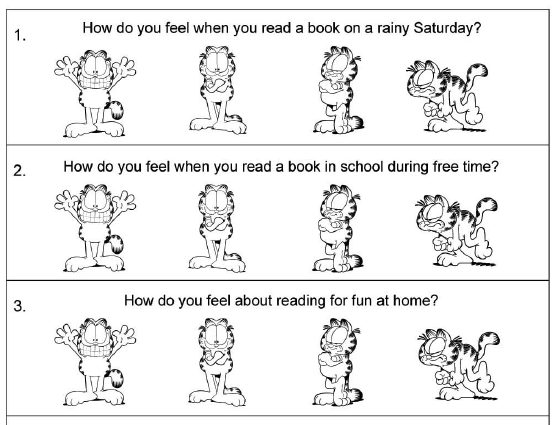 1. How do you feel when you read a book on a rainy Saturday?
2. How do you feel when you read a book in school during free time?
3. How do you feel about reading for fun at home?